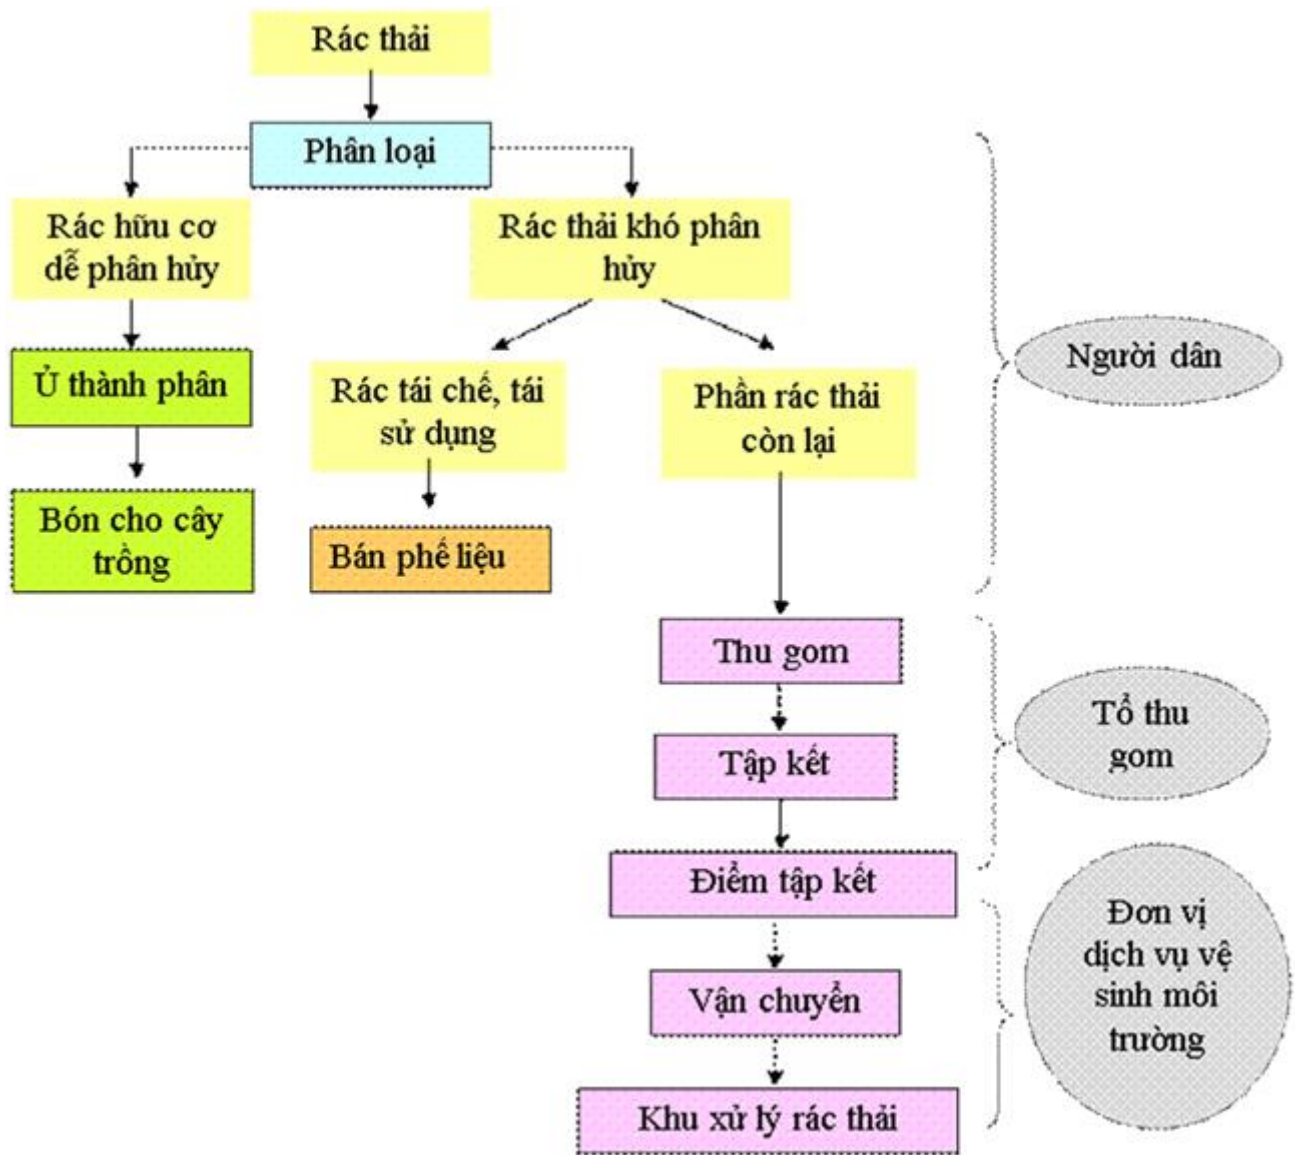 Rác thải
Phân loại
Rác hữu cơ
dễ phân hủy
Rác thải khó phân
hủy
Ủ thành phân
Rác tái chế, tái
sử dụng
Phần rác thải
còn lại
Người dân
Bón cho cây
trồng
Bán phế liệu
Thu gom
Tập kết
Tổ thu
gom
Điểm tập kết
Vận chuyển
Khu xử lý rác thải
Đơn vị
dịch vụ vệ
sinh môi
trường